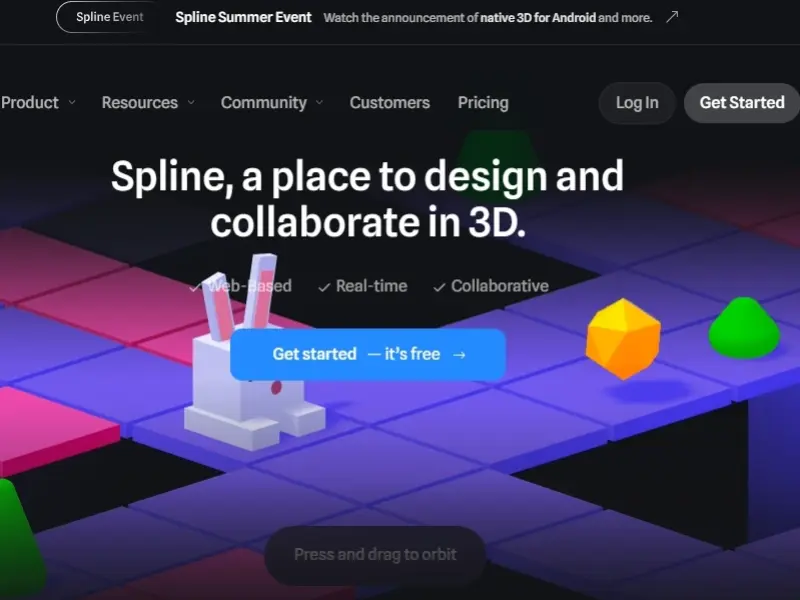 Spline Event Spline Summer Event Watch the announcement of native 3D for Android and more.
Product Resources Community Customers Pricing Log In Get Started
Spline, a place to design and
collaborate in 3D.
Web-Based Real-time Collaborative
Get started — it's free →
Press and drag to orbit